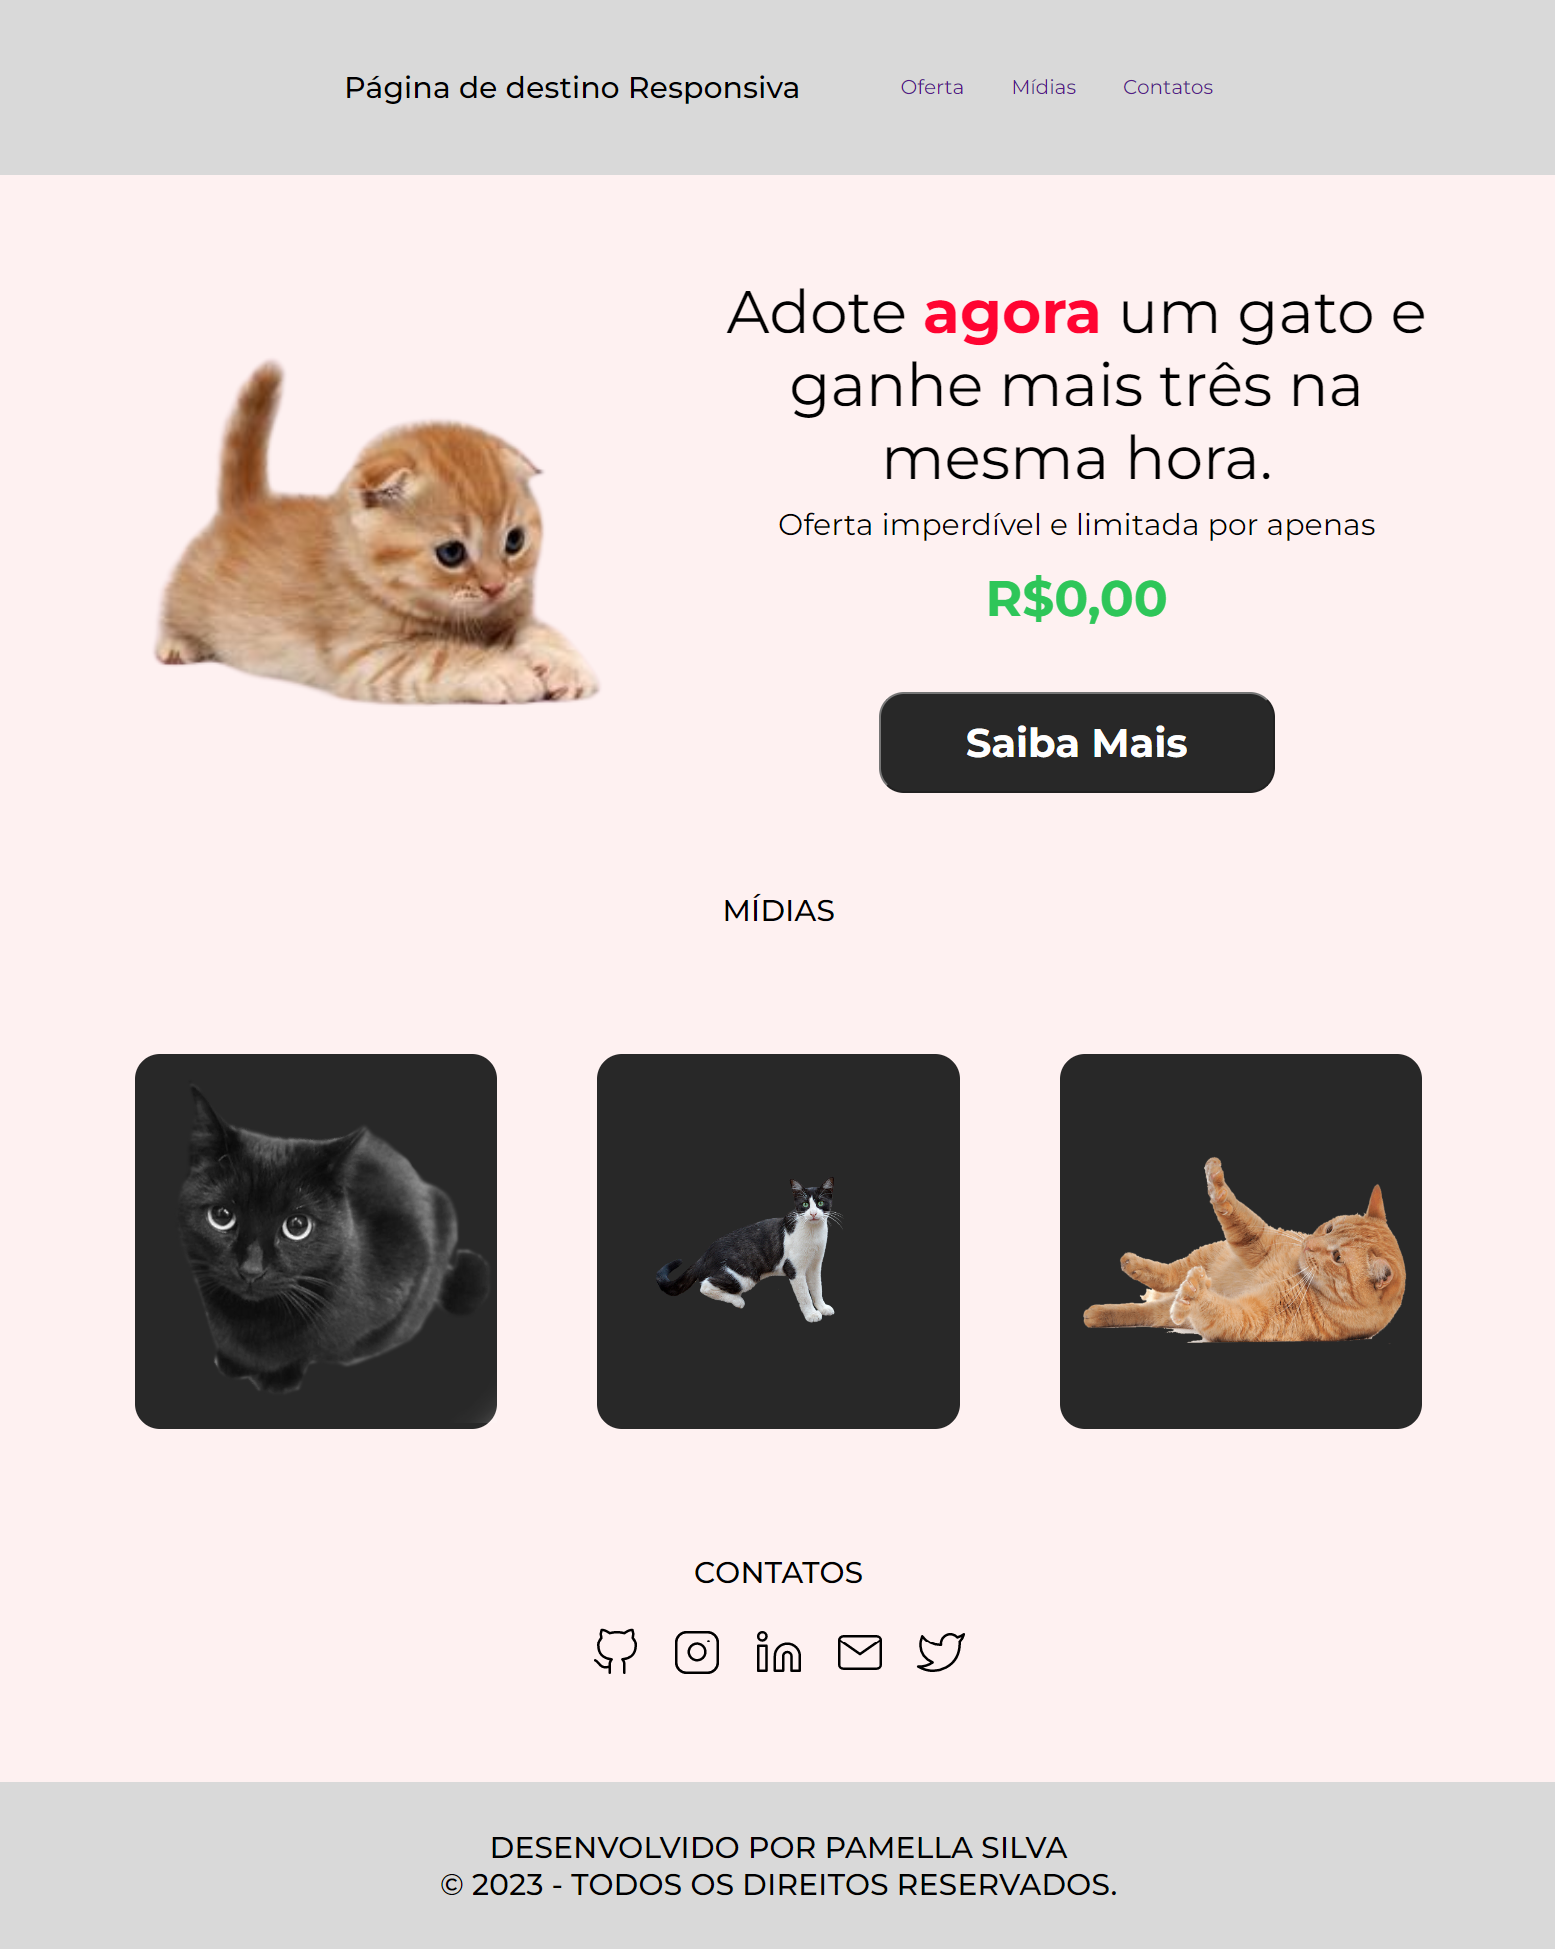 Página de destino Responsiva
Oferta Mídias Contatos
Adote agora um gato e
ganhe mais três na
mesma hora.
Oferta imperdível e limitada por apenas
R$0,00
Saiba Mais
MÍDIAS
CONTATOS
DESENVOLVIDO POR PAMELLA SILVA
© 2023 - TODOS OS DIREITOS RESERVADOS.